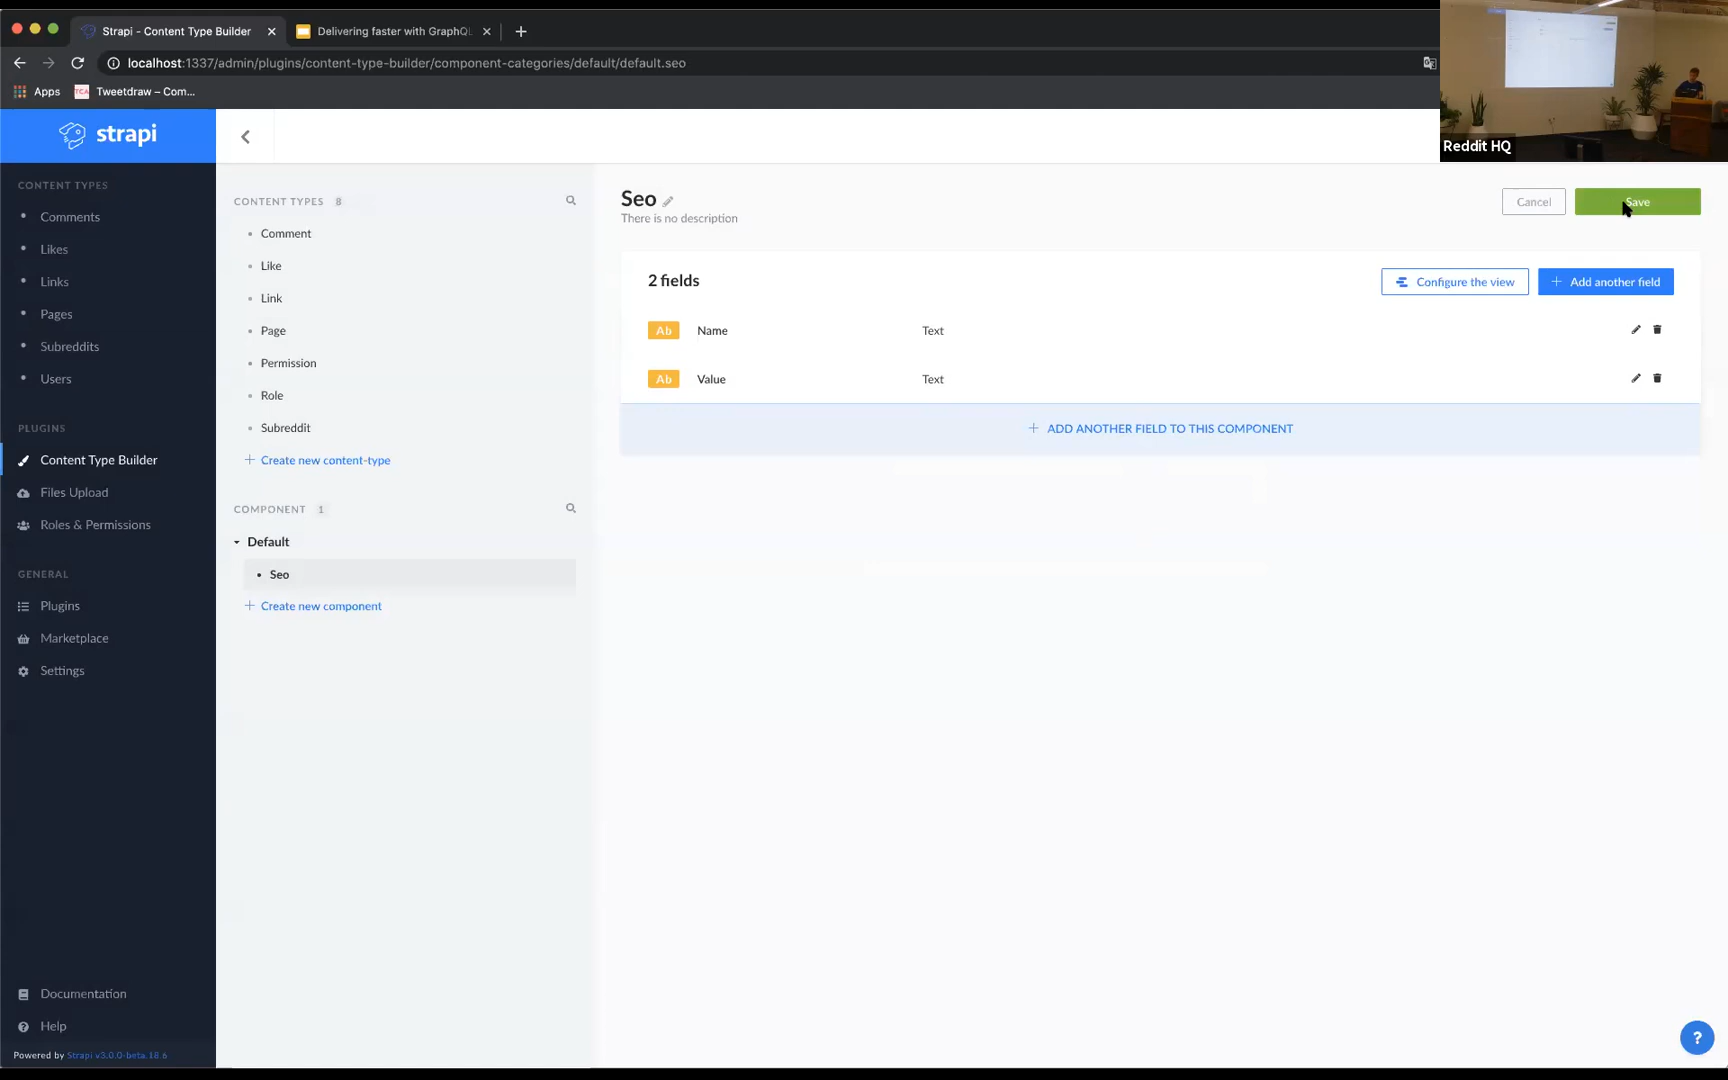 Strapi - Content Type Builder
Delivering faster with GraphQL
localhost:1337/admin/plugins/content-type-builder/component-categories/default/default.seo
Apps
TCA
Tweetdraw – Com...
Reddit HQ
strapi
CONTENT TYPES
Comments
Likes
Links
Pages
Subreddits
Users
PLUGINS
Content Type Builder
Files Upload
Roles & Permissions
GENERAL
Plugins
Marketplace
Settings
Documentation
Help
Powered by Strapi v3.0.0-beta.18.6
CONTENT TYPES 8
Comment
Like
Link
Page
Permission
Role
Subreddit
+ Create new content-type
COMPONENT 1
Default
Seo
+ Create new component
Seo
There is no description
Cancel
Save
2 fields
Configure the view
+ Add another field
Ab Name Text
Ab Value Text
+ ADD ANOTHER FIELD TO THIS COMPONENT
?